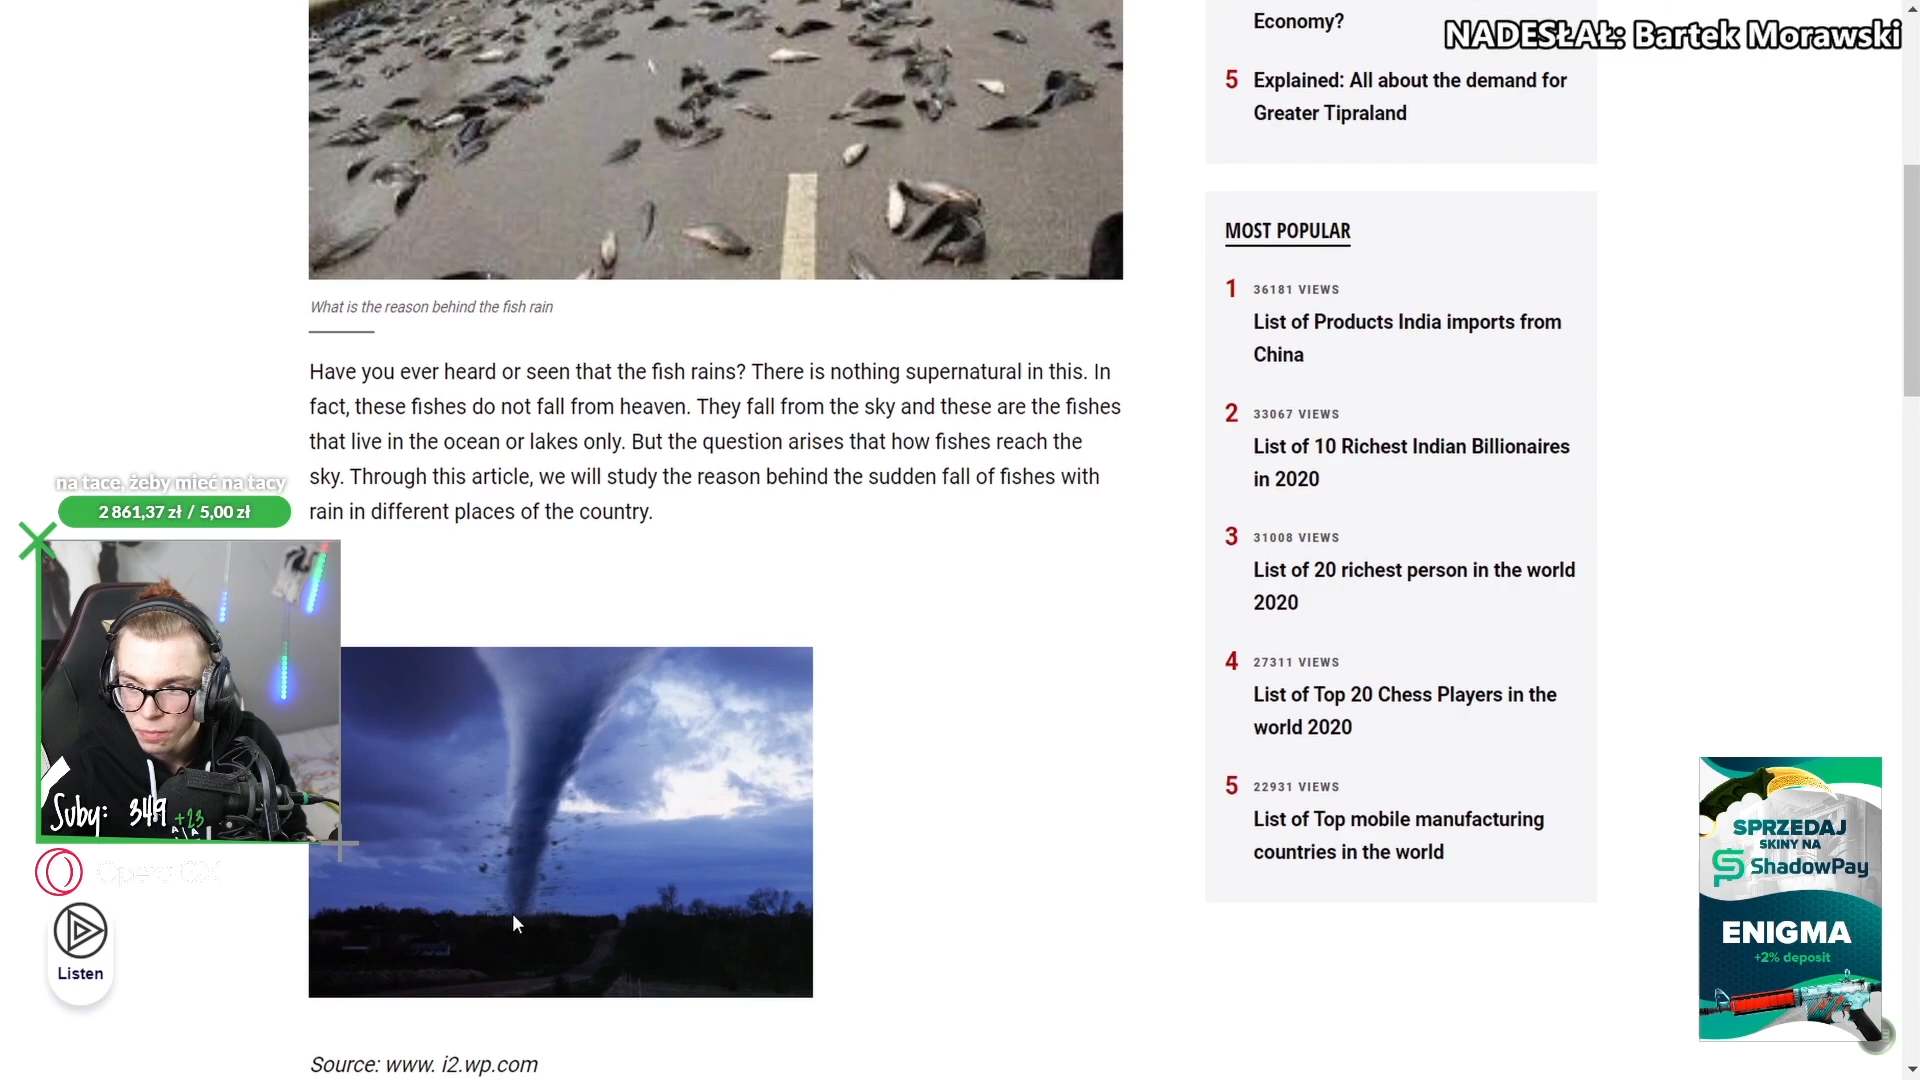 Economy?
NADESŁAŁ: Bartek Morawski
5 Explained: All about the demand for
Greater Tipraland
MOST POPULAR
1 36181 VIEWS
List of Products India imports from
China
2 33067 VIEWS
List of 10 Richest Indian Billionaires
in 2020
3 31008 VIEWS
List of 20 richest person in the world
2020
4 27311 VIEWS
List of Top 20 Chess Players in the
world 2020
5 22931 VIEWS
List of Top mobile manufacturing
countries in the world
What is the reason behind the fish rain
Have you ever heard or seen that the fish rains? There is nothing supernatural in this. In
fact, these fishes do not fall from heaven. They fall from the sky and these are the fishes
that live in the ocean or lakes only. But the question arises that how fishes reach the
sky. Through this article, we will study the reason behind the sudden fall of fishes with
rain in different places of the country.
na tace, żeby mieć na tacy
2 861,37 zł / 5,00 zł
Suby: 349 +23
Opera GX
Listen
Source: www. i2.wp.com
SPRZEDAJ
SKINY NA
ShadowPay
ENIGMA
+2% deposit